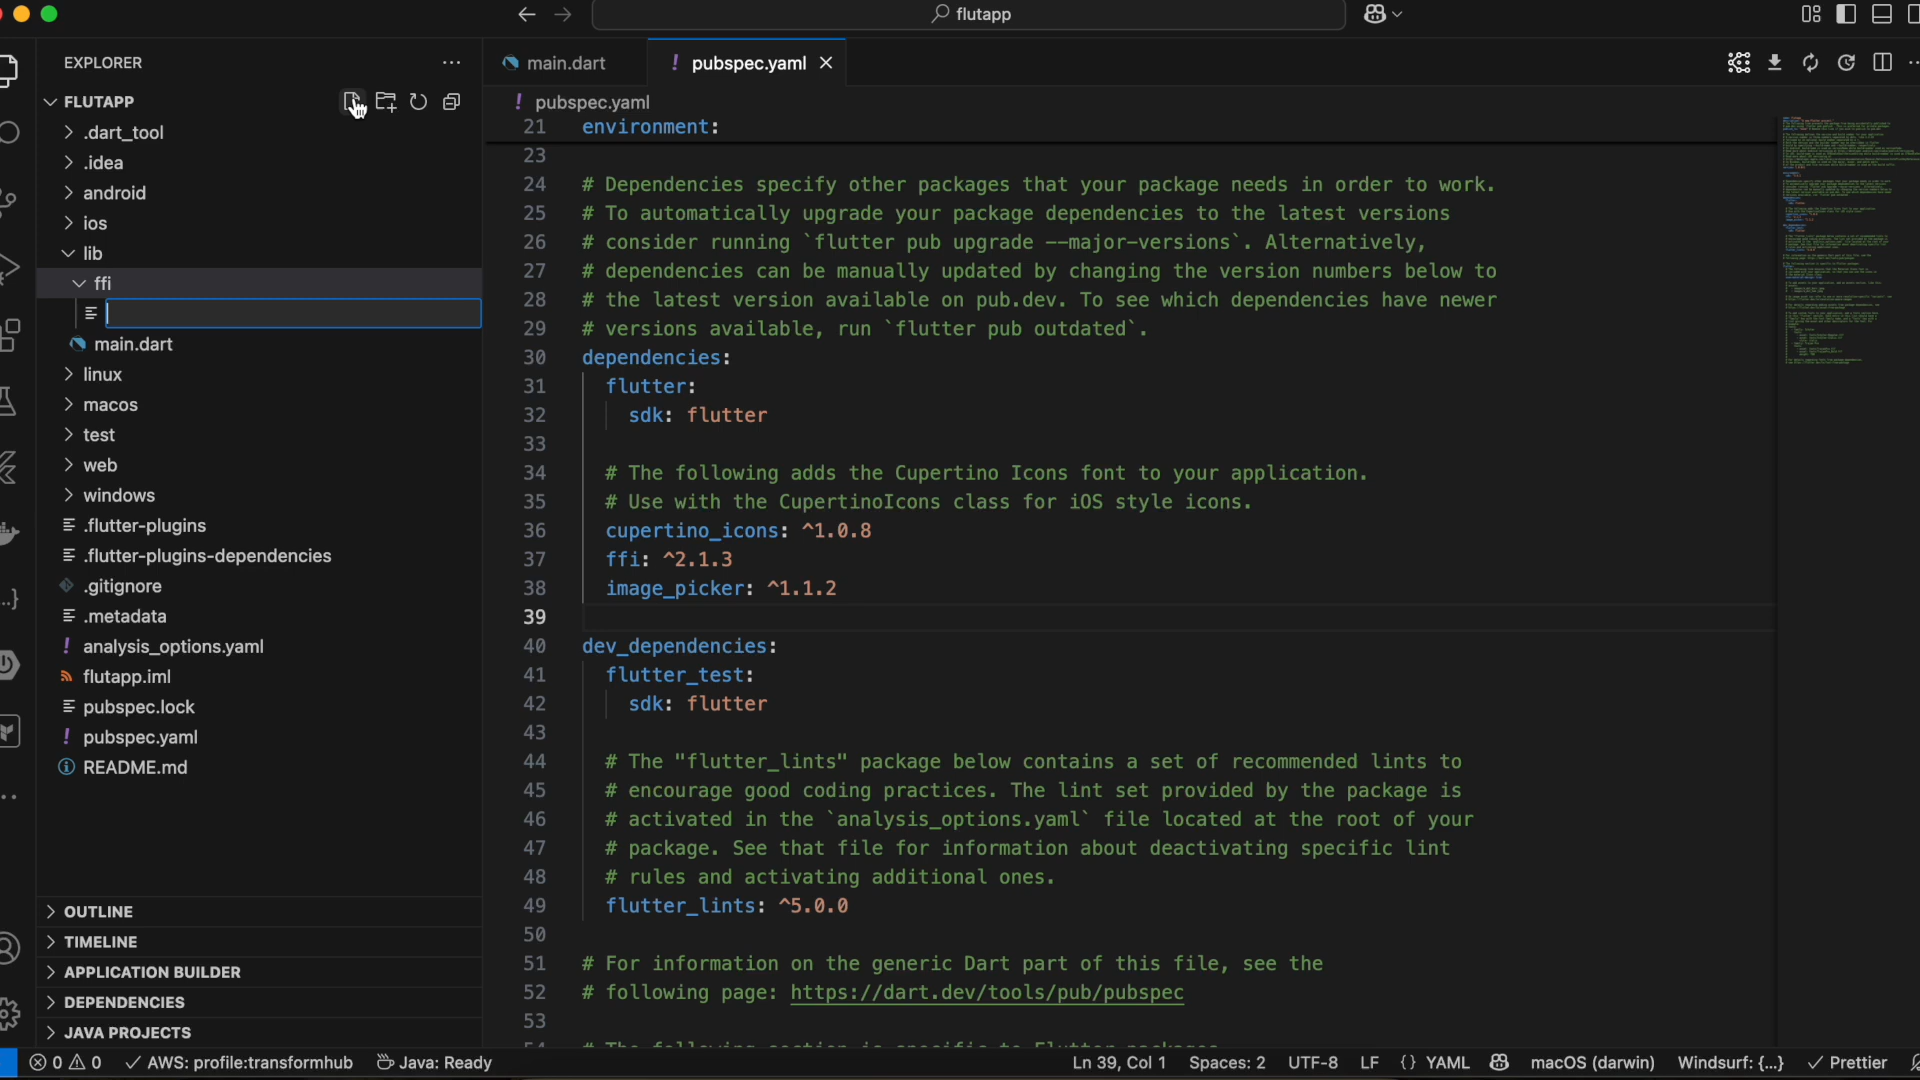 flutapp
EXPLORER
FLUTAPP
.dart_tool
.idea
android
ios
lib
ffi
main.dart
linux
macos
test
web
windows
.flutter-plugins
.flutter-plugins-dependencies
.gitignore
.metadata
! analysis_options.yaml
flutapp.iml
pubspec.lock
! pubspec.yaml
README.md
OUTLINE
TIMELINE
APPLICATION BUILDER
DEPENDENCIES
JAVA PROJECTS
main.dart
! pubspec.yaml
! pubspec.yaml
21 environment:
23
24 # Dependencies specify other packages that your package needs in order to work.
25 # To automatically upgrade your package dependencies to the latest versions
26 # consider running `flutter pub upgrade --major-versions`. Alternatively,
27 # dependencies can be manually updated by changing the version numbers below to
28 # the latest version available on pub.dev. To see which dependencies have newer
29 # versions available, run `flutter pub outdated`.
30 dependencies:
31 flutter:
32 sdk: flutter
33
34 # The following adds the Cupertino Icons font to your application.
35 # Use with the CupertinoIcons class for iOS style icons.
36 cupertino_icons: ^1.0.8
37 ffi: ^2.1.3
38 image_picker: ^1.1.2
39
40 dev_dependencies:
41 flutter_test:
42 sdk: flutter
43
44 # The "flutter_lints" package below contains a set of recommended lints to
45 # encourage good coding practices. The lint set provided by the package is
46 # activated in the `analysis_options.yaml` file located at the root of your
47 # package. See that file for information about deactivating specific lint
48 # rules and activating additional ones.
49 flutter_lints: ^5.0.0
50
51 # For information on the generic Dart part of this file, see the
52 # following page: https://dart.dev/tools/pub/pubspec
53
0 0 AWS: profile:transformhub Java: Ready Ln 39, Col 1 Spaces: 2 UTF-8 LF {} YAML macOS (darwin) Windsurf: {...} Prettier